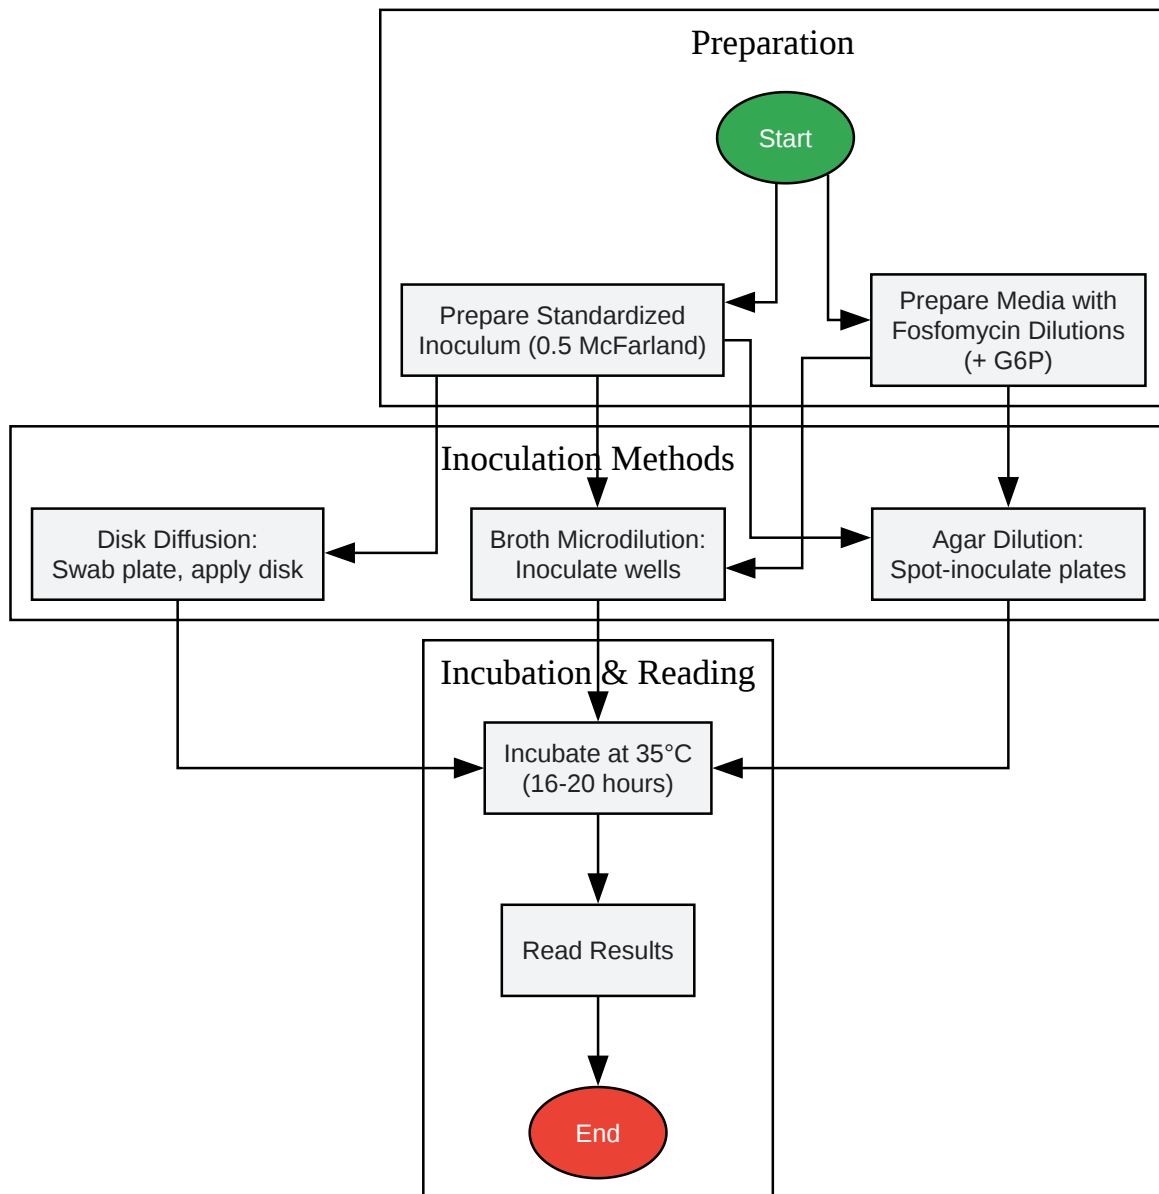 Preparation
Start
Prepare Standardized
Inoculum (0.5 McFarland)
Prepare Media with
Fosfomycin Dilutions
(+ G6P)
Inoculation Methods
Disk Diffusion:
Swab plate, apply disk
Broth Microdilution:
Inoculate wells
Agar Dilution:
Spot-inoculate plates
Incubation & Reading
Incubate at 35°C
(16-20 hours)
Read Results
End